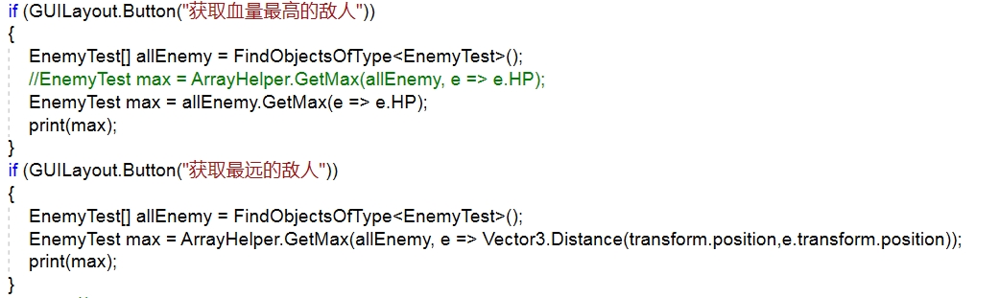 if (GUILayout.Button("获取血量最高的敌人"))
{
EnemyTest[] allEnemy = FindObjectsOfType<EnemyTest>();
//EnemyTest max = ArrayHelper.GetMax(allEnemy, e => e.HP);
EnemyTest max = allEnemy.GetMax(e => e.HP);
print(max);
}
if (GUILayout.Button("获取最远的敌人"))
{
EnemyTest[] allEnemy = FindObjectsOfType<EnemyTest>();
EnemyTest max = ArrayHelper.GetMax(allEnemy, e => Vector3.Distance(transform.position,e.transform.position));
print(max);
}